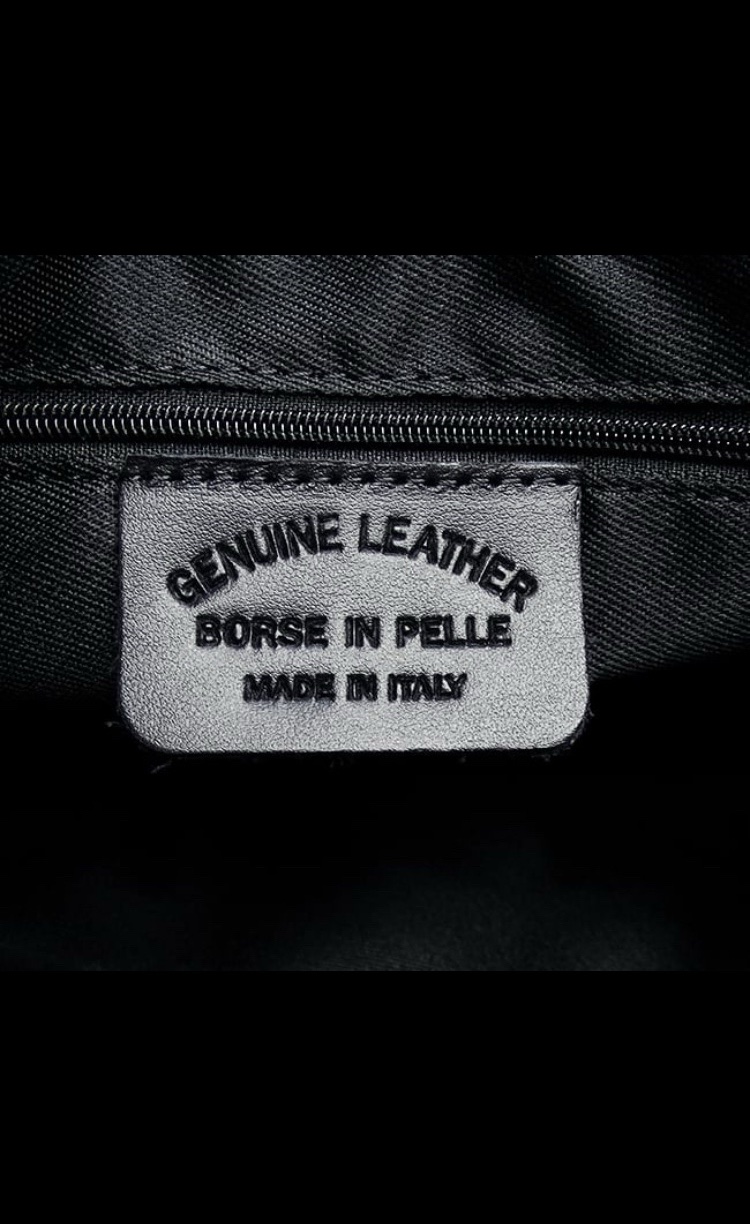 GENUINE LEATHER
BORSE IN PELLE
MADE IN ITALY